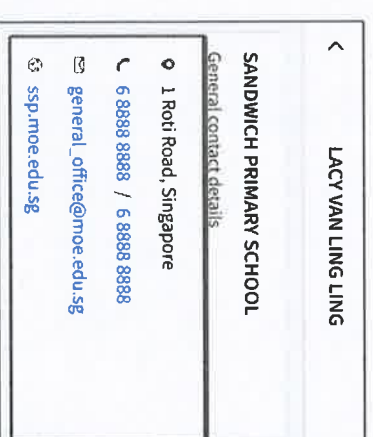 LACY VAN LING LING
SANDWICH PRIMARY SCHOOL
General contact details
1 Roti Road, Singapore
6 8888 8888 / 6 8888 8888
general_office@moe.edu.sg
ssp.moe.edu.sg